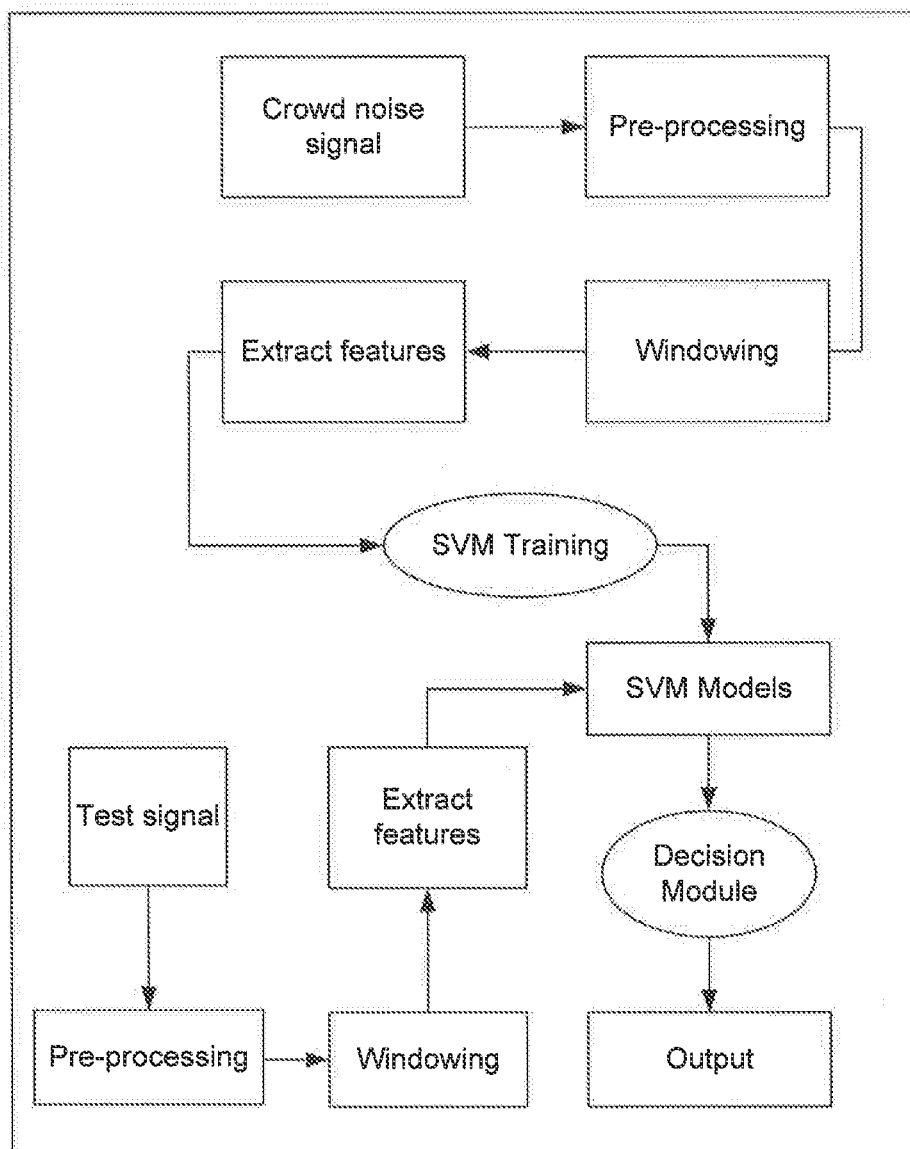 Crowd noise
signal
Pre-processing
Extract features
Windowing
SVM Training
SVM Models
Test signal
Extract
features
Decision
Module
Pre-processing
Windowing
Output